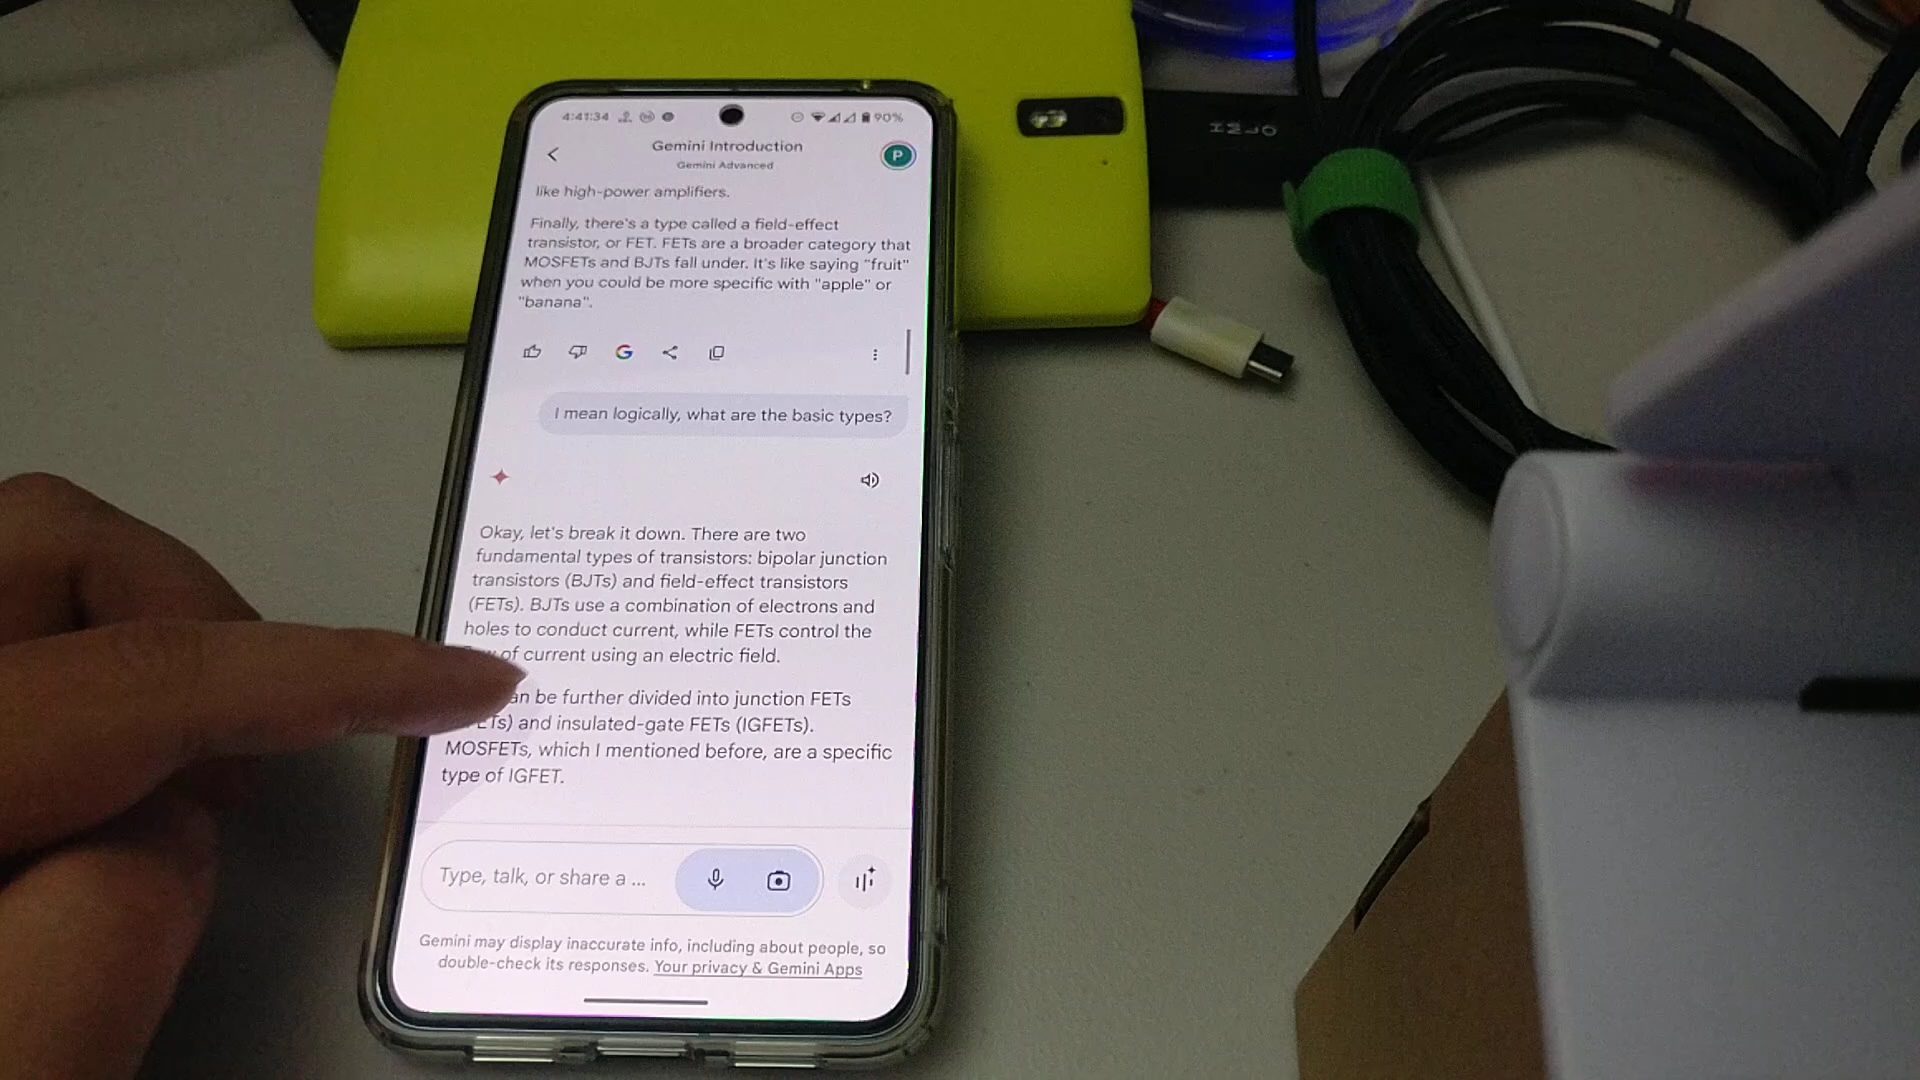 4:41:34
90%
Gemini Introduction
Gemini Advanced
P
like high-power amplifiers.
Finally, there's a type called a field-effect
transistor, or FET. FETs are a broader category that
MOSFETs and BJTs fall under. It's like saying "fruit"
when you could be more specific with "apple" or
"banana".
I mean logically, what are the basic types?
Okay, let's break it down. There are two
fundamental types of transistors: bipolar junction
transistors (BJTs) and field-effect transistors
(FETs). BJTs use a combination of electrons and
holes to conduct current, while FETs control the
of current using an electric field.
be further divided into junction FETs
and insulated-gate FETs (IGFETs).
MOSFETs, which I mentioned before, are a specific
type of IGFET.
Type, talk, or share a ...
Gemini may display inaccurate info, including about people, so
double-check its responses. Your privacy & Gemini Apps